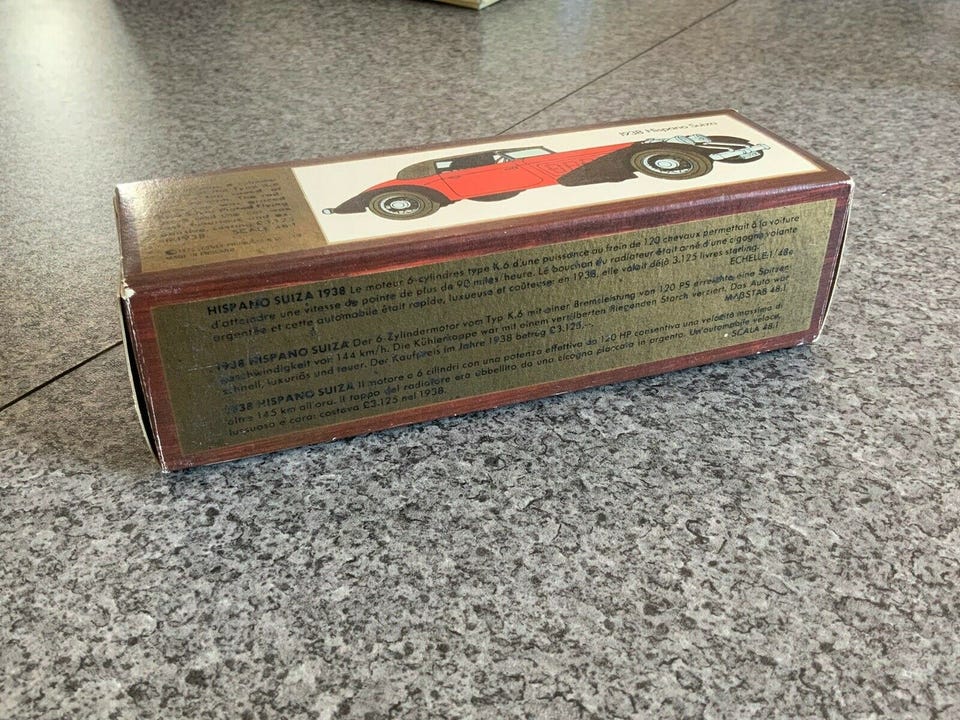 1938 Hispano Suiza
SCALE 48:1
HISPANO SUIZA 1938 Le moteur 6-cylindres type K.6 d'une puissance au frein de 120 chevaux permettait à la voiture
d'atteindre une vitesse de pointe de plus de 90 miles/heure. Le bouchon du radiateur était orné d'une cigogne volante
argentée et cette automobile était rapide, luxueuse et coûteuse: en 1938, elle valait déjà 3.125 livres sterling.
ECHELLE:1/48e
1938 HISPANO SUIZA Der 6-Zylindermotor vom Typ K.6 mit einer Bremsleistung von 120 PS erreichte eine Spitzen-
geschwindigkeit von 144 km/h. Die Kühlerkappe war mit einem versilberten fliegenden Storch verziert. Das Auto war
schnell, luxuriös und teuer. Der Kaufpreis im Jahre 1938 betrug £3.125,--.
MAßSTAB 48:1
1938 HISPANO SUIZA Il motore a 6 cilindri con una potenza effettiva da 120 HP consentiva una velocità massima di
oltre 145 km all'ora. Il tappo del radiatore era abbellito da una cicogna placcata in argento. Un'automobile veloce,
lussuosa e cara: costava £3.125 nel 1938.
SCALA 48:1